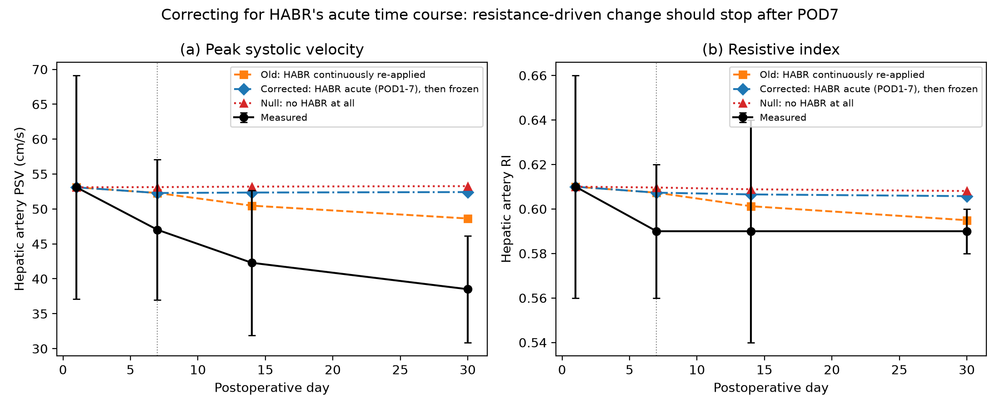 Correcting for HABR's acute time course: resistance-driven change should stop after POD7
(a) Peak systolic velocity
Hepatic artery PSV (cm/s)
70
65
60
55
50
45
40
35
30
Old: HABR continuously re-applied
Corrected: HABR acute (POD1-7), then frozen
Null: no HABR at all
Measured
0 5 10 15 20 25 30
Postoperative day
(b) Resistive index
Hepatic artery RI
0.66
0.64
0.62
0.60
0.58
0.56
0.54
Old: HABR continuously re-applied
Corrected: HABR acute (POD1-7), then frozen
Null: no HABR at all
Measured
0 5 10 15 20 25 30
Postoperative day